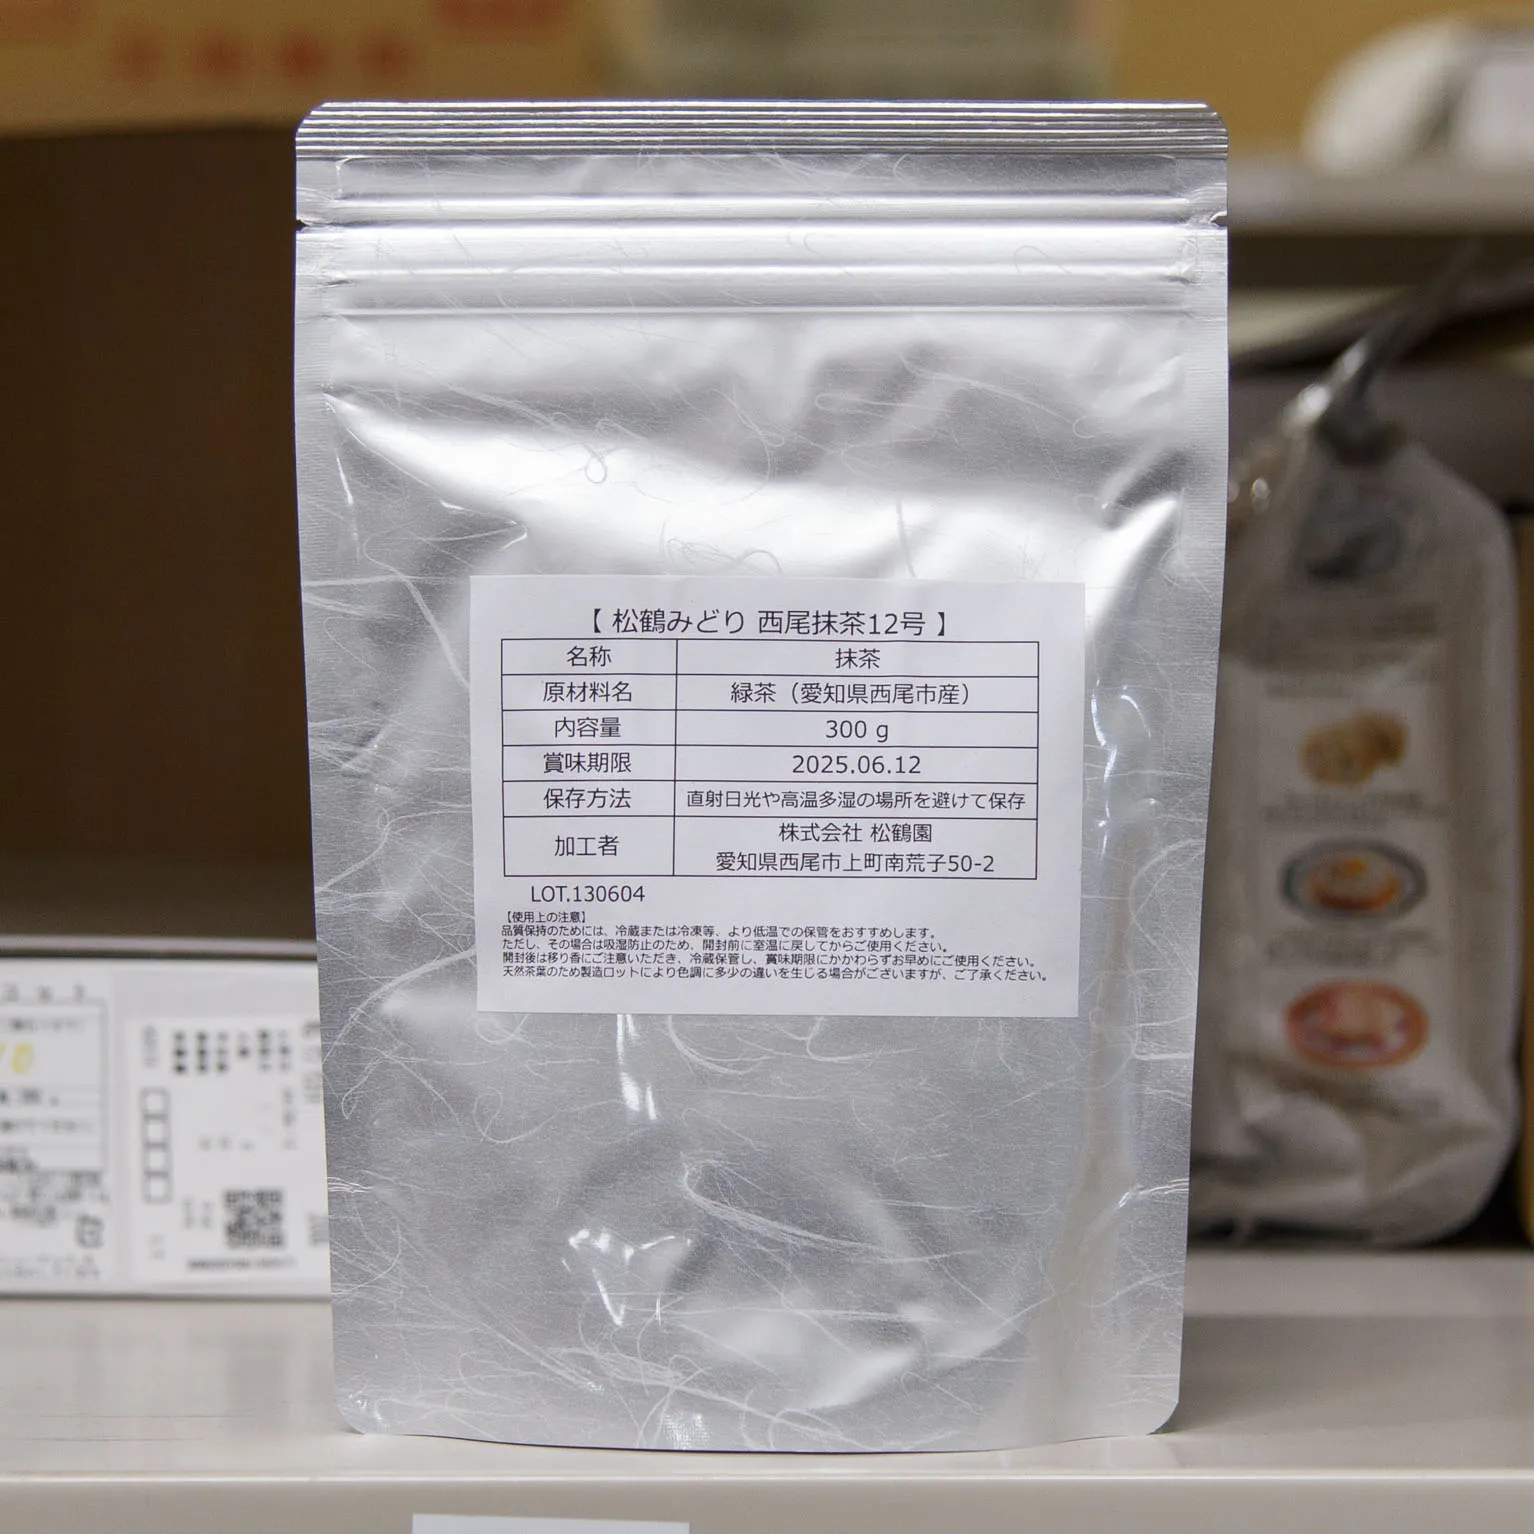 【 松鶴みどり 西尾抹茶12号 】
名称 抹茶
原材料名 緑茶（愛知県西尾市産）
内容量 300 g
賞味期限 2025.06.12
保存方法 直射日光や高温多湿の場所を避けて保存
加工者 株式会社 松鶴園
愛知県西尾市上町南荒子50-2
LOT.130604
【使用上の注意】
品質保持のためには、冷蔵または冷凍等、より低温での保管をおすすめします。
ただし、その場合は吸湿防止のため、開封前に室温に戻してからご使用ください。
開封後は移り香にご注意いただき、冷蔵保管し、賞味期限にかかわらずお早めにご使用ください。
天然茶葉のため製造ロットにより色調に多少の違いを生じる場合がございますが、ご了承ください。